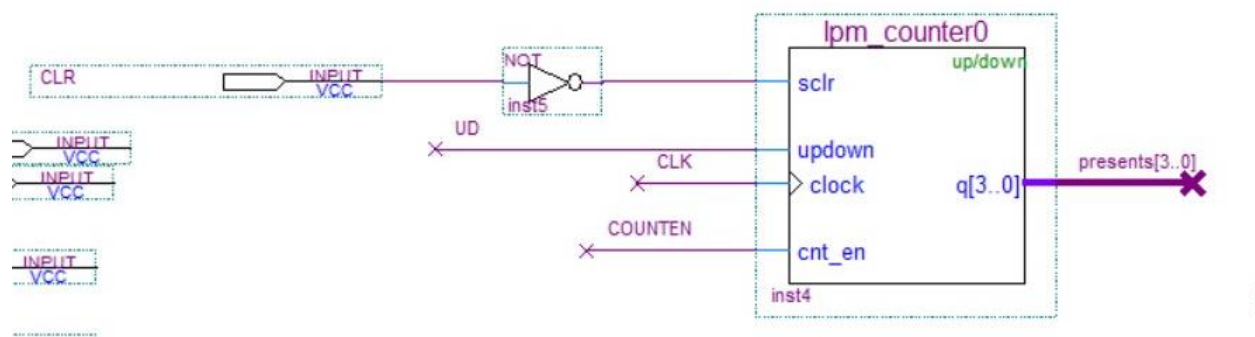 lpm_counter0
up/down
CLR
INPUT
VCC
NOT
inst5
sclr
INPUT
VCC
UD
updown
INPUT
VCC
CLK
clock
q[3..0]
presents[3..0]
COUNTEN
cnt_en
INPUT
VCC
inst4